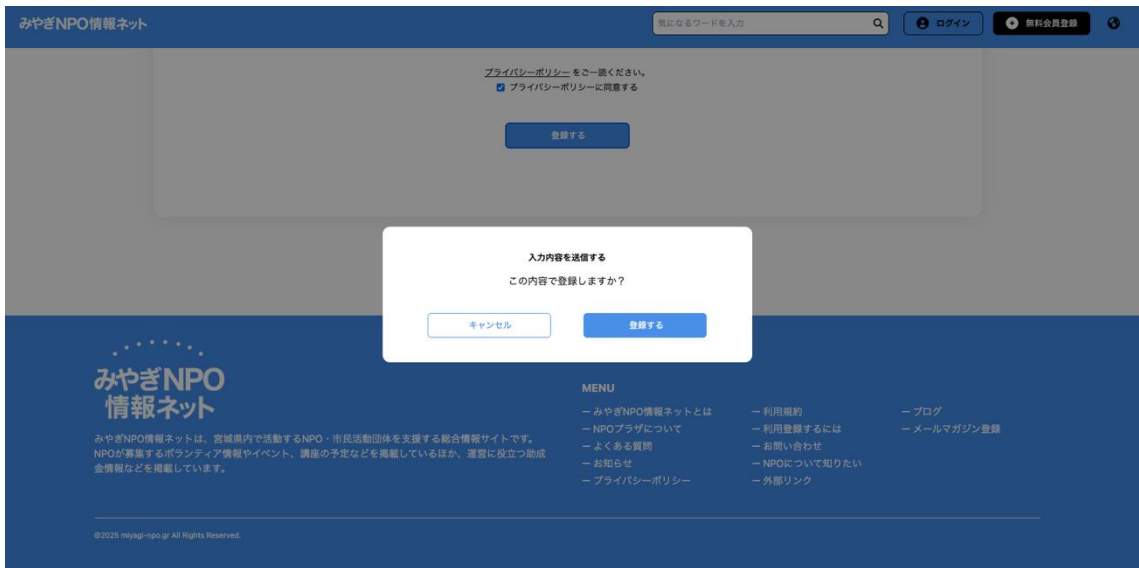 みやぎNPO情報ネット
気になるワードを入力
ログイン
無料会員登録
プライバシーポリシー をご一読ください。
プライバシーポリシーに同意する
登録する
入力内容を送信する
この内容で登録しますか？
キャンセル
登録する
みやぎNPO
情報ネット
みやぎNPO情報ネットは、宮城県内で活動するNPO・市民活動団体を支援する総合情報サイトです。
NPOが募集するボランティア情報やイベント、講座の予定などを掲載しているほか、運営に役立つ助成
金情報などを掲載しています。
MENU
ー みやぎNPO情報ネットとは
ー NPOプラザについて
ー よくある質問
ー お知らせ
ー プライバシーポリシー
ー 利用規約
ー 利用登録するには
ー お問い合わせ
ー NPOについて知りたい
ー 外部リンク
ー ブログ
ー メールマガジン登録
©2025 miyagi-npo.gr All Rights Reserved.